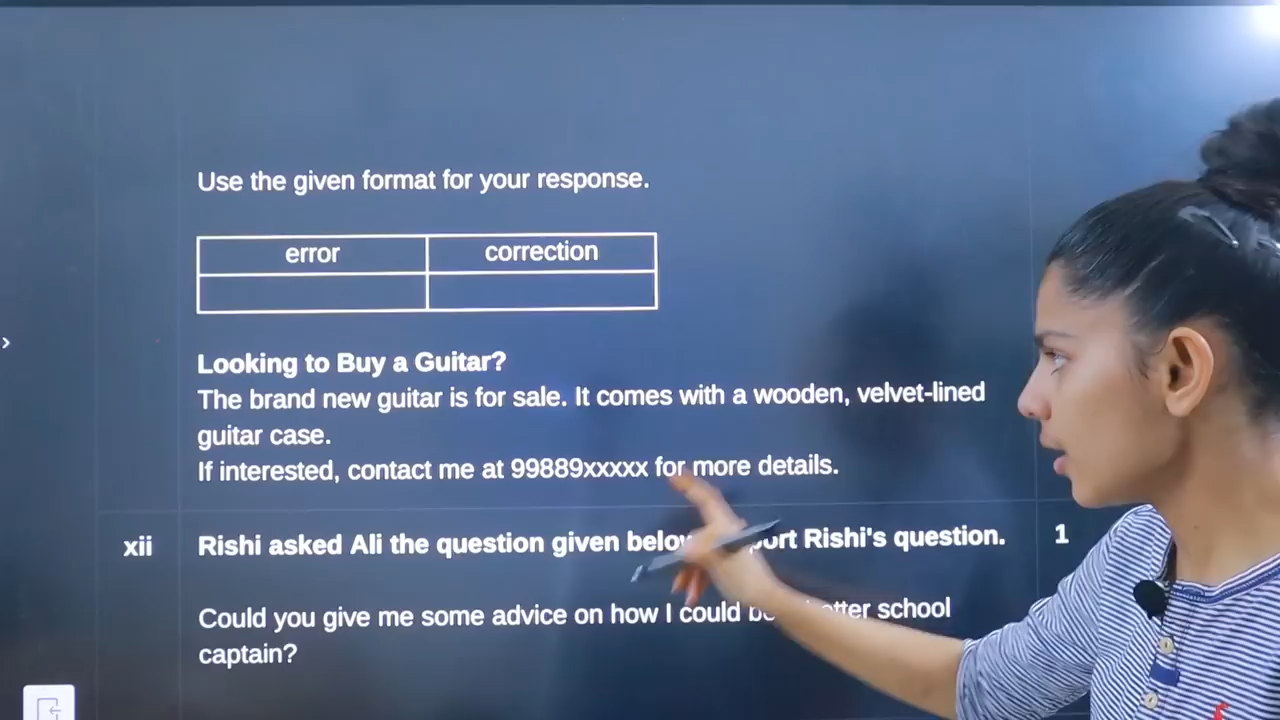 Use the given format for your response.
error correction
Looking to Buy a Guitar?
The brand new guitar is for sale. It comes with a wooden, velvet-lined
guitar case.
If interested, contact me at 99889xxxxx for more details.
xii Rishi asked Ali the question given Rishi's question. 1
Could you give me some advice on how I could school
captain?